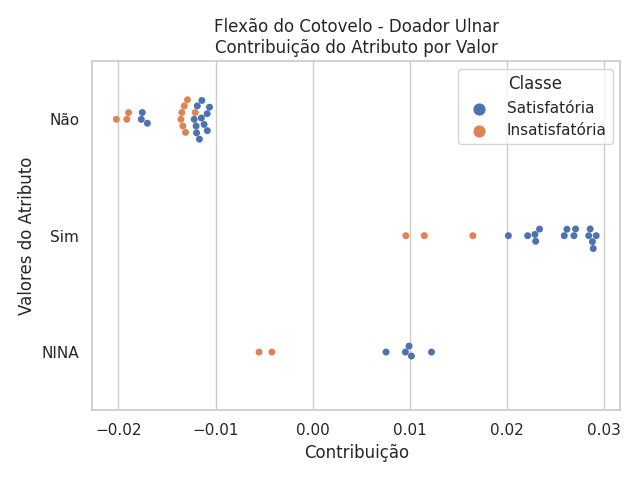 Flexão do Cotovelo - Doador Ulnar
Contribuição do Atributo por Valor
Classe
Satisfatória
Insatisfatória
Valores do Atributo
Não
Sim
NINA
−0.02
−0.01
0.00
0.01
0.02
0.03
Contribuição